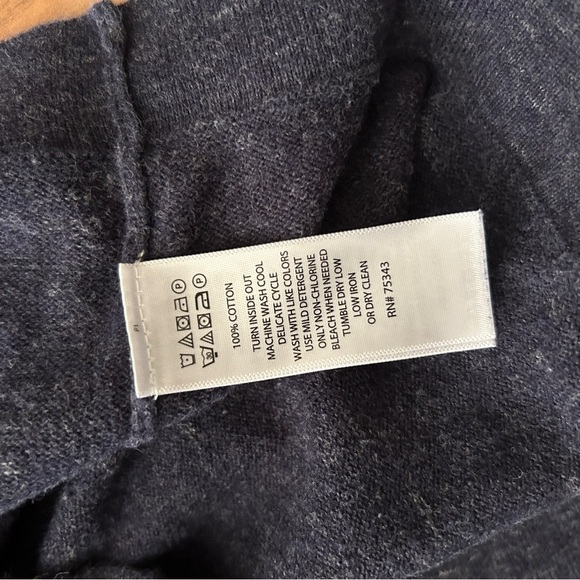 100% COTTON
TURN INSIDE OUT
MACHINE WASH COOL
DELICATE CYCLE
WASH WITH LIKE COLORS
USE MILD DETERGENT
ONLY NON-CHLORINE
BLEACH WHEN NEEDED
TUMBLE DRY LOW
LOW IRON
OR DRY CLEAN
RN# 75343